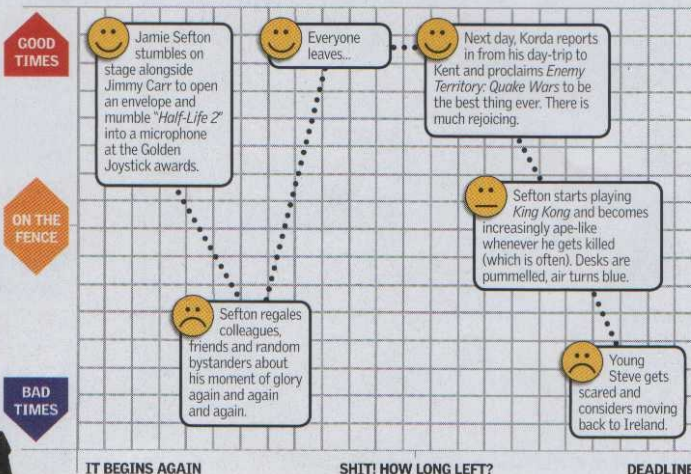 GOOD
TIMES
Jamie Sefton
stumbles on
stage alongside
Jimmy Carr to open
an envelope and
mumble "Half-Life 2"
into a microphone
at the Golden
Joystick awards.
Everyone
leaves...
Next day, Korda reports
in from his day-trip to
Kent and proclaims Enemy
Territory: Quake Wars to be
the best thing ever. There is
much rejoicing.
ON THE
FENCE
Sefton starts playing
King Kong and becomes
increasingly ape-like
whenever he gets killed
(which is often). Desks are
pummelled, air turns blue.
Sefton regales
colleagues,
friends and random
bystanders about
his moment of glory
again and again
and again.
Young
Steve gets
scared and
considers moving
back to Ireland.
BAD
TIMES
IT BEGINS AGAIN
SHIT! HOW LONG LEFT?
DEADLINE